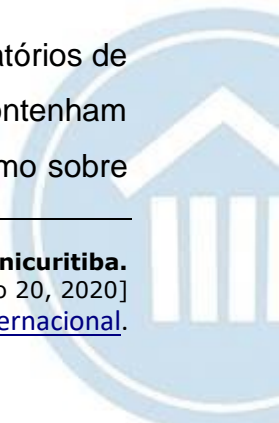 atórios de
ontenham
mo sobre
nicuritiba.
o 20, 2020]
ernacional.